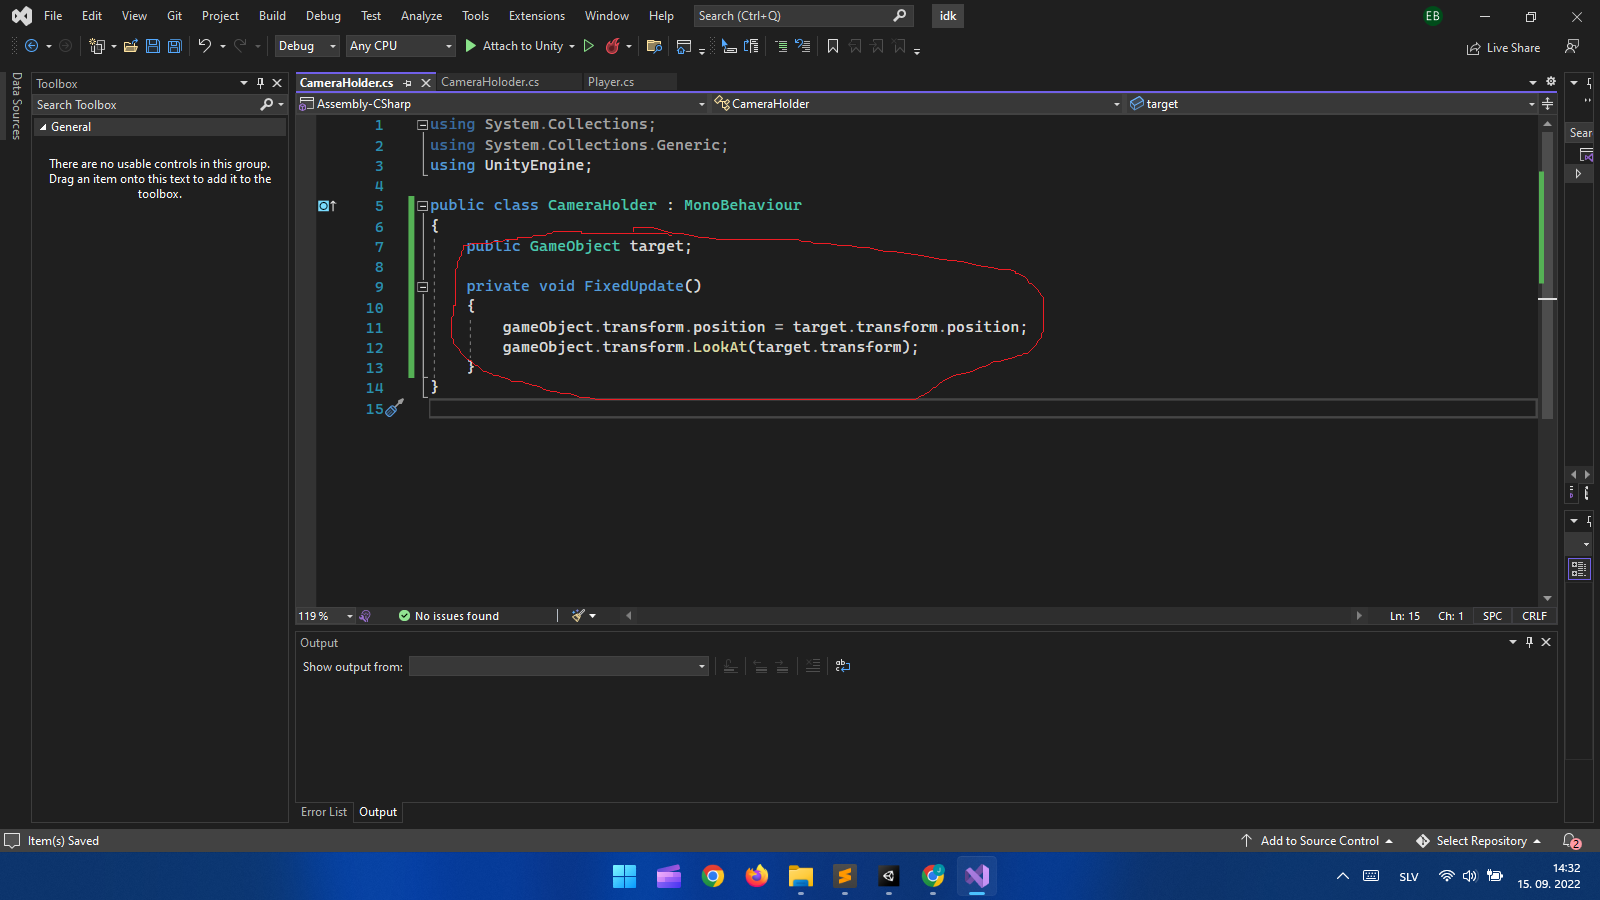 File Edit View Git Project Build Debug Test Analyze Tools Extensions Window Help Search (Ctrl+Q) idk EB
Debug Any CPU Attach to Unity Live Share
Data Sources
Toolbox
Search Toolbox
General
There are no usable controls in this group.
Drag an item onto this text to add it to the
toolbox.
CameraHolder.cs CameraHoloder.cs Player.cs
Assembly-CSharp CameraHolder target
1 using System.Collections;
2 using System.Collections.Generic;
3 using UnityEngine;
4
5 public class CameraHolder : MonoBehaviour
6 {
7 public GameObject target;
8
9 private void FixedUpdate()
10 {
11 gameObject.transform.position = target.transform.position;
12 gameObject.transform.LookAt(target.transform);
13 }
14 }
15
Sear
119 % No issues found Ln: 15 Ch: 1 SPC CRLF
Output
Show output from:
Error List Output
Item(s) Saved Add to Source Control Select Repository 2
SLV 14:32
15. 09. 2022